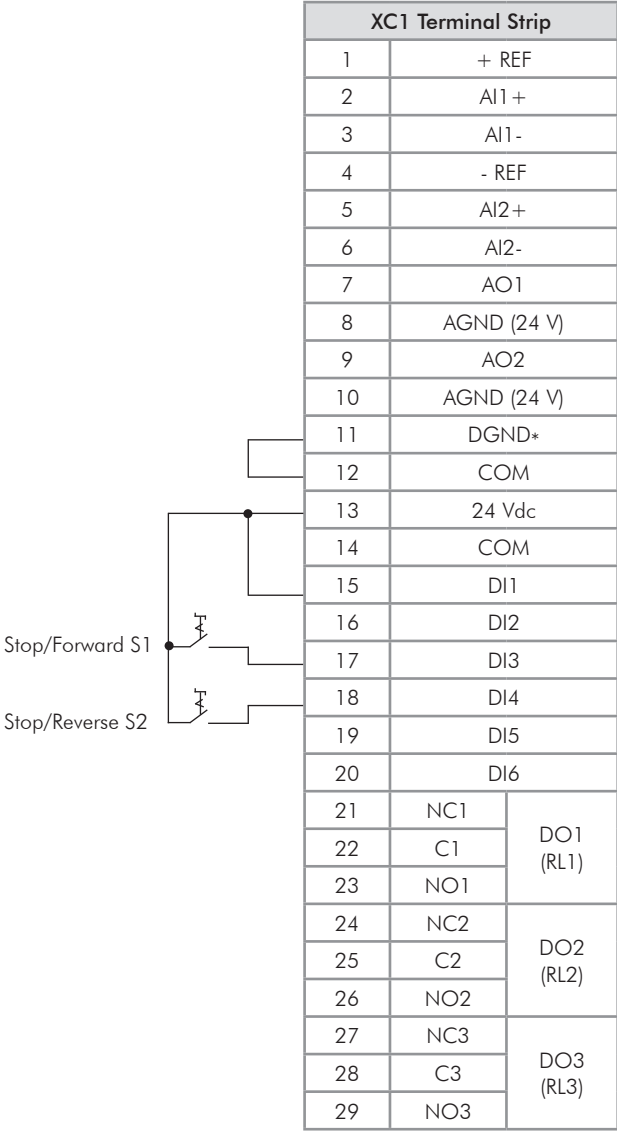 XC1 Terminal Strip
1 + REF
2 AI1+
3 AI1-
4 - REF
5 AI2+
6 AI2-
7 AO1
8 AGND (24 V)
9 AO2
10 AGND (24 V)
11 DGND*
12 COM
13 24 Vdc
14 COM
15 DI1
16 DI2
Stop/Forward S1
17 DI3
18 DI4
Stop/Reverse S2
19 DI5
20 DI6
21 NC1
22 C1
23 NO1
DO1
(RL1)
24 NC2
25 C2
26 NO2
DO2
(RL2)
27 NC3
28 C3
29 NO3
DO3
(RL3)